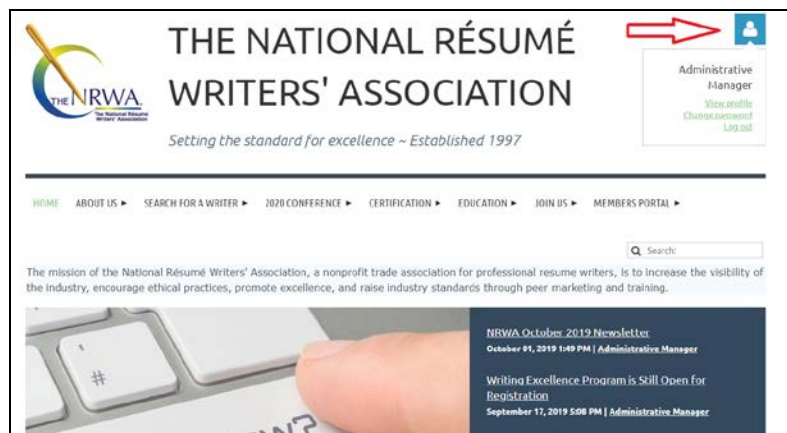 THE NATIONAL RÉSUMÉ
WRITERS' ASSOCIATION
THE NRWA.
The National Résumé
Writers' Association
Setting the standard for excellence ~ Established 1997
Administrative
Manager
View profile
Change password
Log out
HOME ABOUT US ► SEARCH FOR A WRITER ► 2020 CONFERENCE ► CERTIFICATION ► EDUCATION ► JOIN US ► MEMBERS PORTAL ►
Search:
The mission of the National Résumé Writers' Association, a nonprofit trade association for professional resume writers, is to increase the visibility of
the industry, encourage ethical practices, promote excellence, and raise industry standards through peer marketing and training.
#
NRWA October 2019 Newsletter
October 01, 2019 1:49 PM | Administrative Manager
Writing Excellence Program is Still Open for
Registration
September 17, 2019 5:08 PM | Administrative Manager